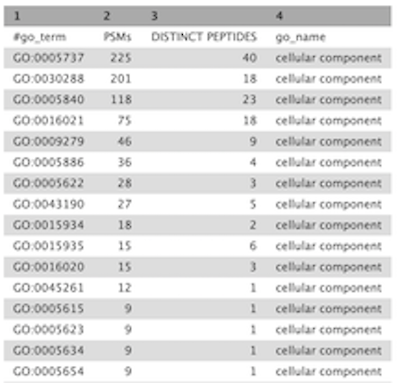 1 2 3 4
#go_term PSMs DISTINCT PEPTIDES go_name
GO:0005737 225 40 cellular component
GO:0030288 201 18 cellular component
GO:0005840 118 23 cellular component
GO:0016021 75 18 cellular component
GO:0009279 46 9 cellular component
GO:0005886 36 4 cellular component
GO:0005622 28 3 cellular component
GO:0043190 27 5 cellular component
GO:0015934 18 2 cellular component
GO:0015935 15 6 cellular component
GO:0016020 15 3 cellular component
GO:0045261 12 1 cellular component
GO:0005615 9 1 cellular component
GO:0005623 9 1 cellular component
GO:0005634 9 1 cellular component
GO:0005654 9 1 cellular component